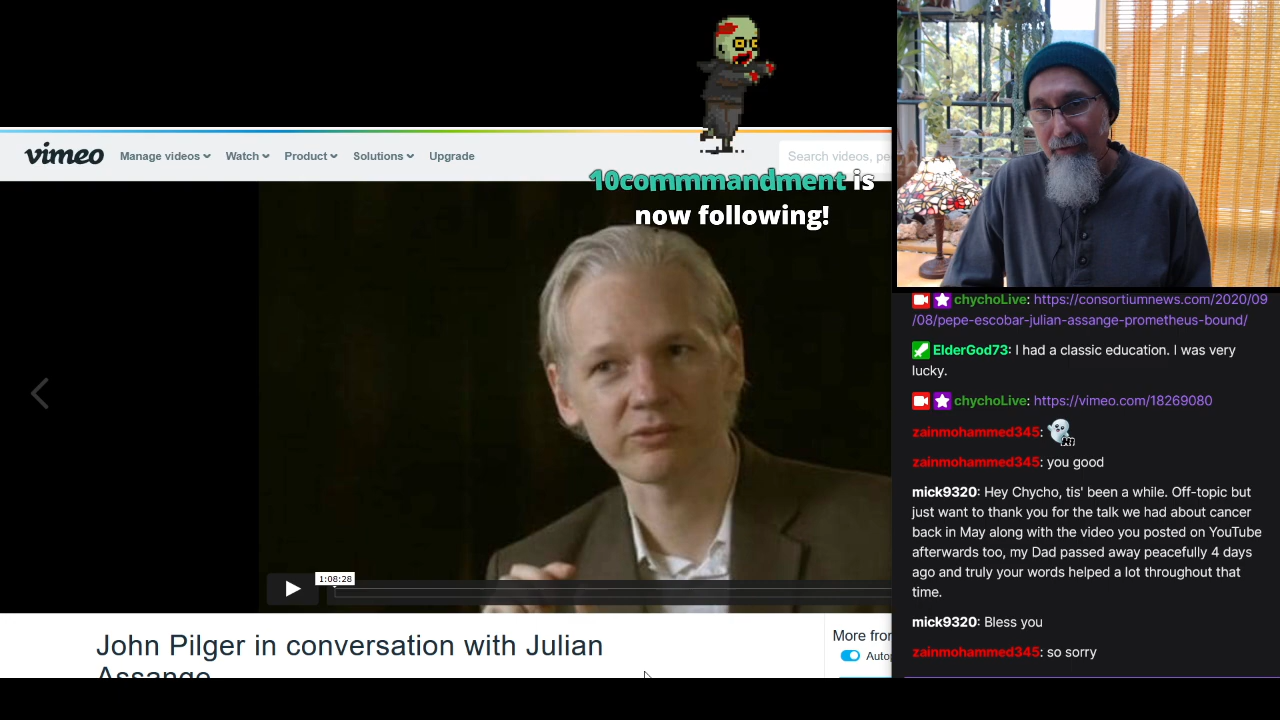 vimeo
Manage videos
Watch
Product
Solutions
Upgrade
Search videos, pe
10commmandment is
now following!
1:08:28
John Pilger in conversation with Julian
Assange
More from
Autop
chychoLive: https://consortiumnews.com/2020/09
/08/pepe-escobar-julian-assange-prometheus-bound/
ElderGod73: I had a classic education. I was very
lucky.
chychoLive: https://vimeo.com/18269080
zainmohammed345:
zainmohammed345: you good
mick9320: Hey Chycho, tis' been a while. Off-topic but
just want to thank you for the talk we had about cancer
back in May along with the video you posted on YouTube
afterwards too, my Dad passed away peacefully 4 days
ago and truly your words helped a lot throughout that
time.
mick9320: Bless you
zainmohammed345: so sorry